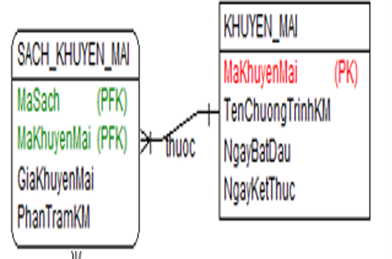 SACH_KHUYEN_MAI
MaSach (PFK)
MaKhuyenMai (PFK)
GiaKhuyenMai
PhanTramKM
thuoc
KHUYEN_MAI
MaKhuyenMai (PK)
TenChuongTrinhKM
NgayBatDau
NgayKetThuc